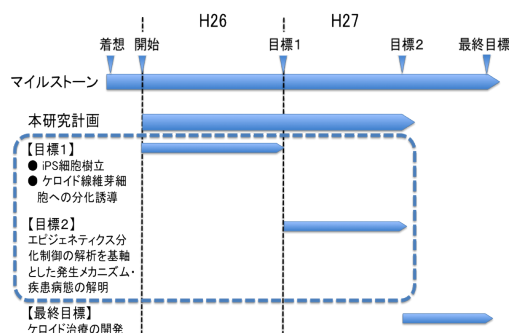 H26 H27
着想 開始 目標1 目標2 最終目標
マイルストーン
本研究計画
【目標1】
● iPS細胞樹立
● ケロイド線維芽細
胞への分化誘導
【目標2】
エピジェネティクス分
化制御の解析を基軸
とした発生メカニズム・
疾患病態の解明
【最終目標】
ケロイド治療の開発